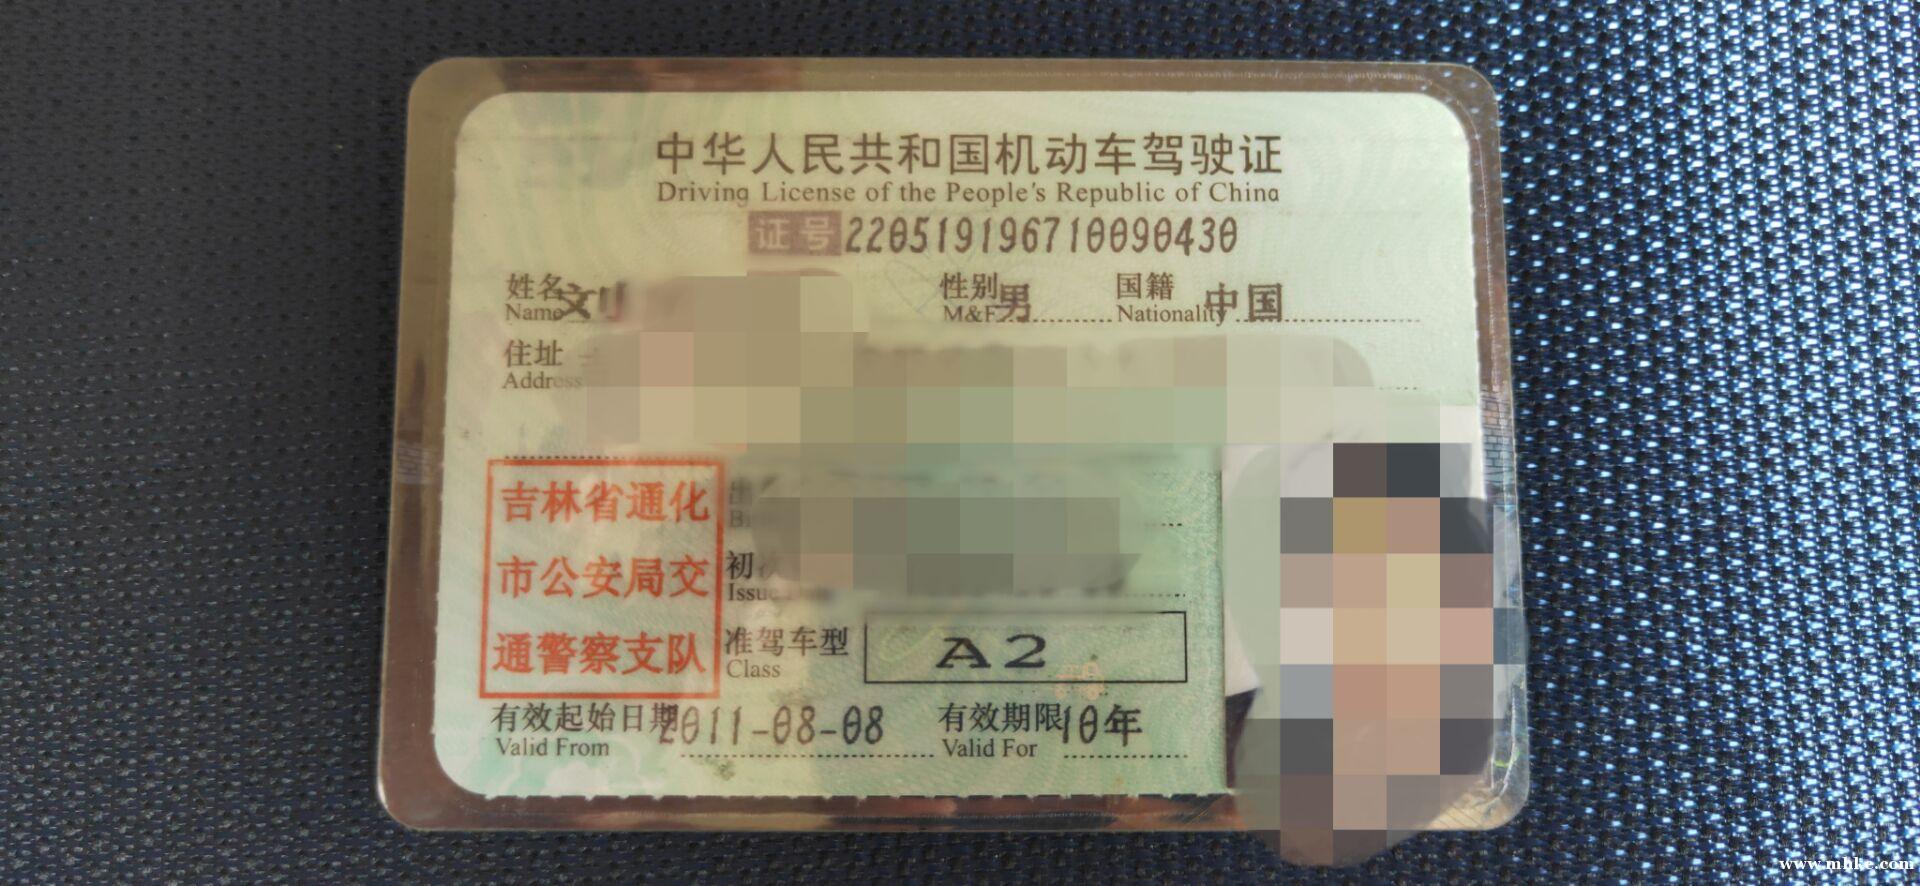 中华人民共和国机动车驾驶证
Driving License of the People's Republic of China
证号 220519196710090430
姓名 刘 性别 男 国籍 中国
Name M&F Nationality
住址
Address
吉林省通化
市公安局交
通警察支队
初
Issue
准驾车型 A2
Class
有效起始日期 2011-08-08 有效期限 10年
Valid From Valid For
www.mhke.com